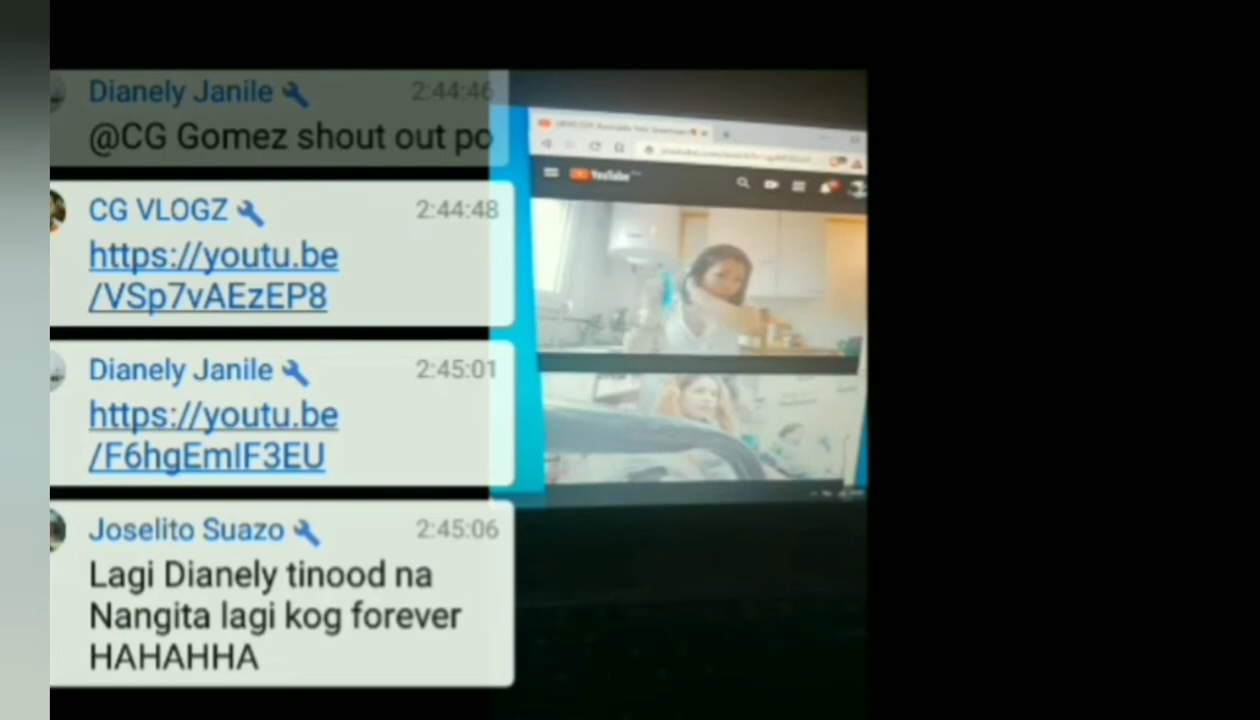 Dianely Janile 2:44:46
@CG Gomez shout out po
CG VLOGZ 2:44:48
https://youtu.be
/VSp7vAEzEP8
Dianely Janile 2:45:01
https://youtu.be
/F6hgEmIF3EU
Joselito Suazo 2:45:06
Lagi Dianely tinood na
Nangita lagi kog forever
HAHAHHA
YouTube